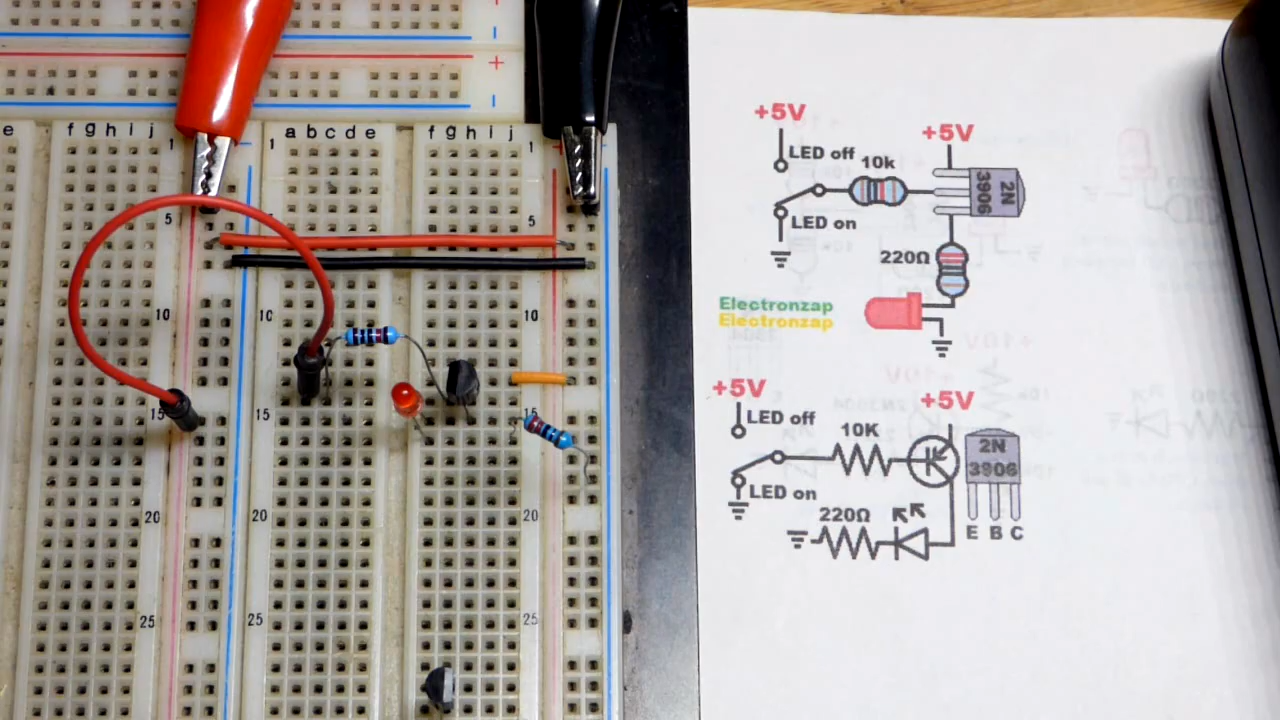 e
f g h i j
a b c d e
f g h i j
1
1
1
5
5
10
10
10
15
15
15
20
20
20
25
25
25
+5V
+5V
LED off
10k
2N
3906
LED on
220Ω
Electronzap
Electronzap
+5V
+5V
LED off
10K
2N
3906
LED on
220Ω
E B C